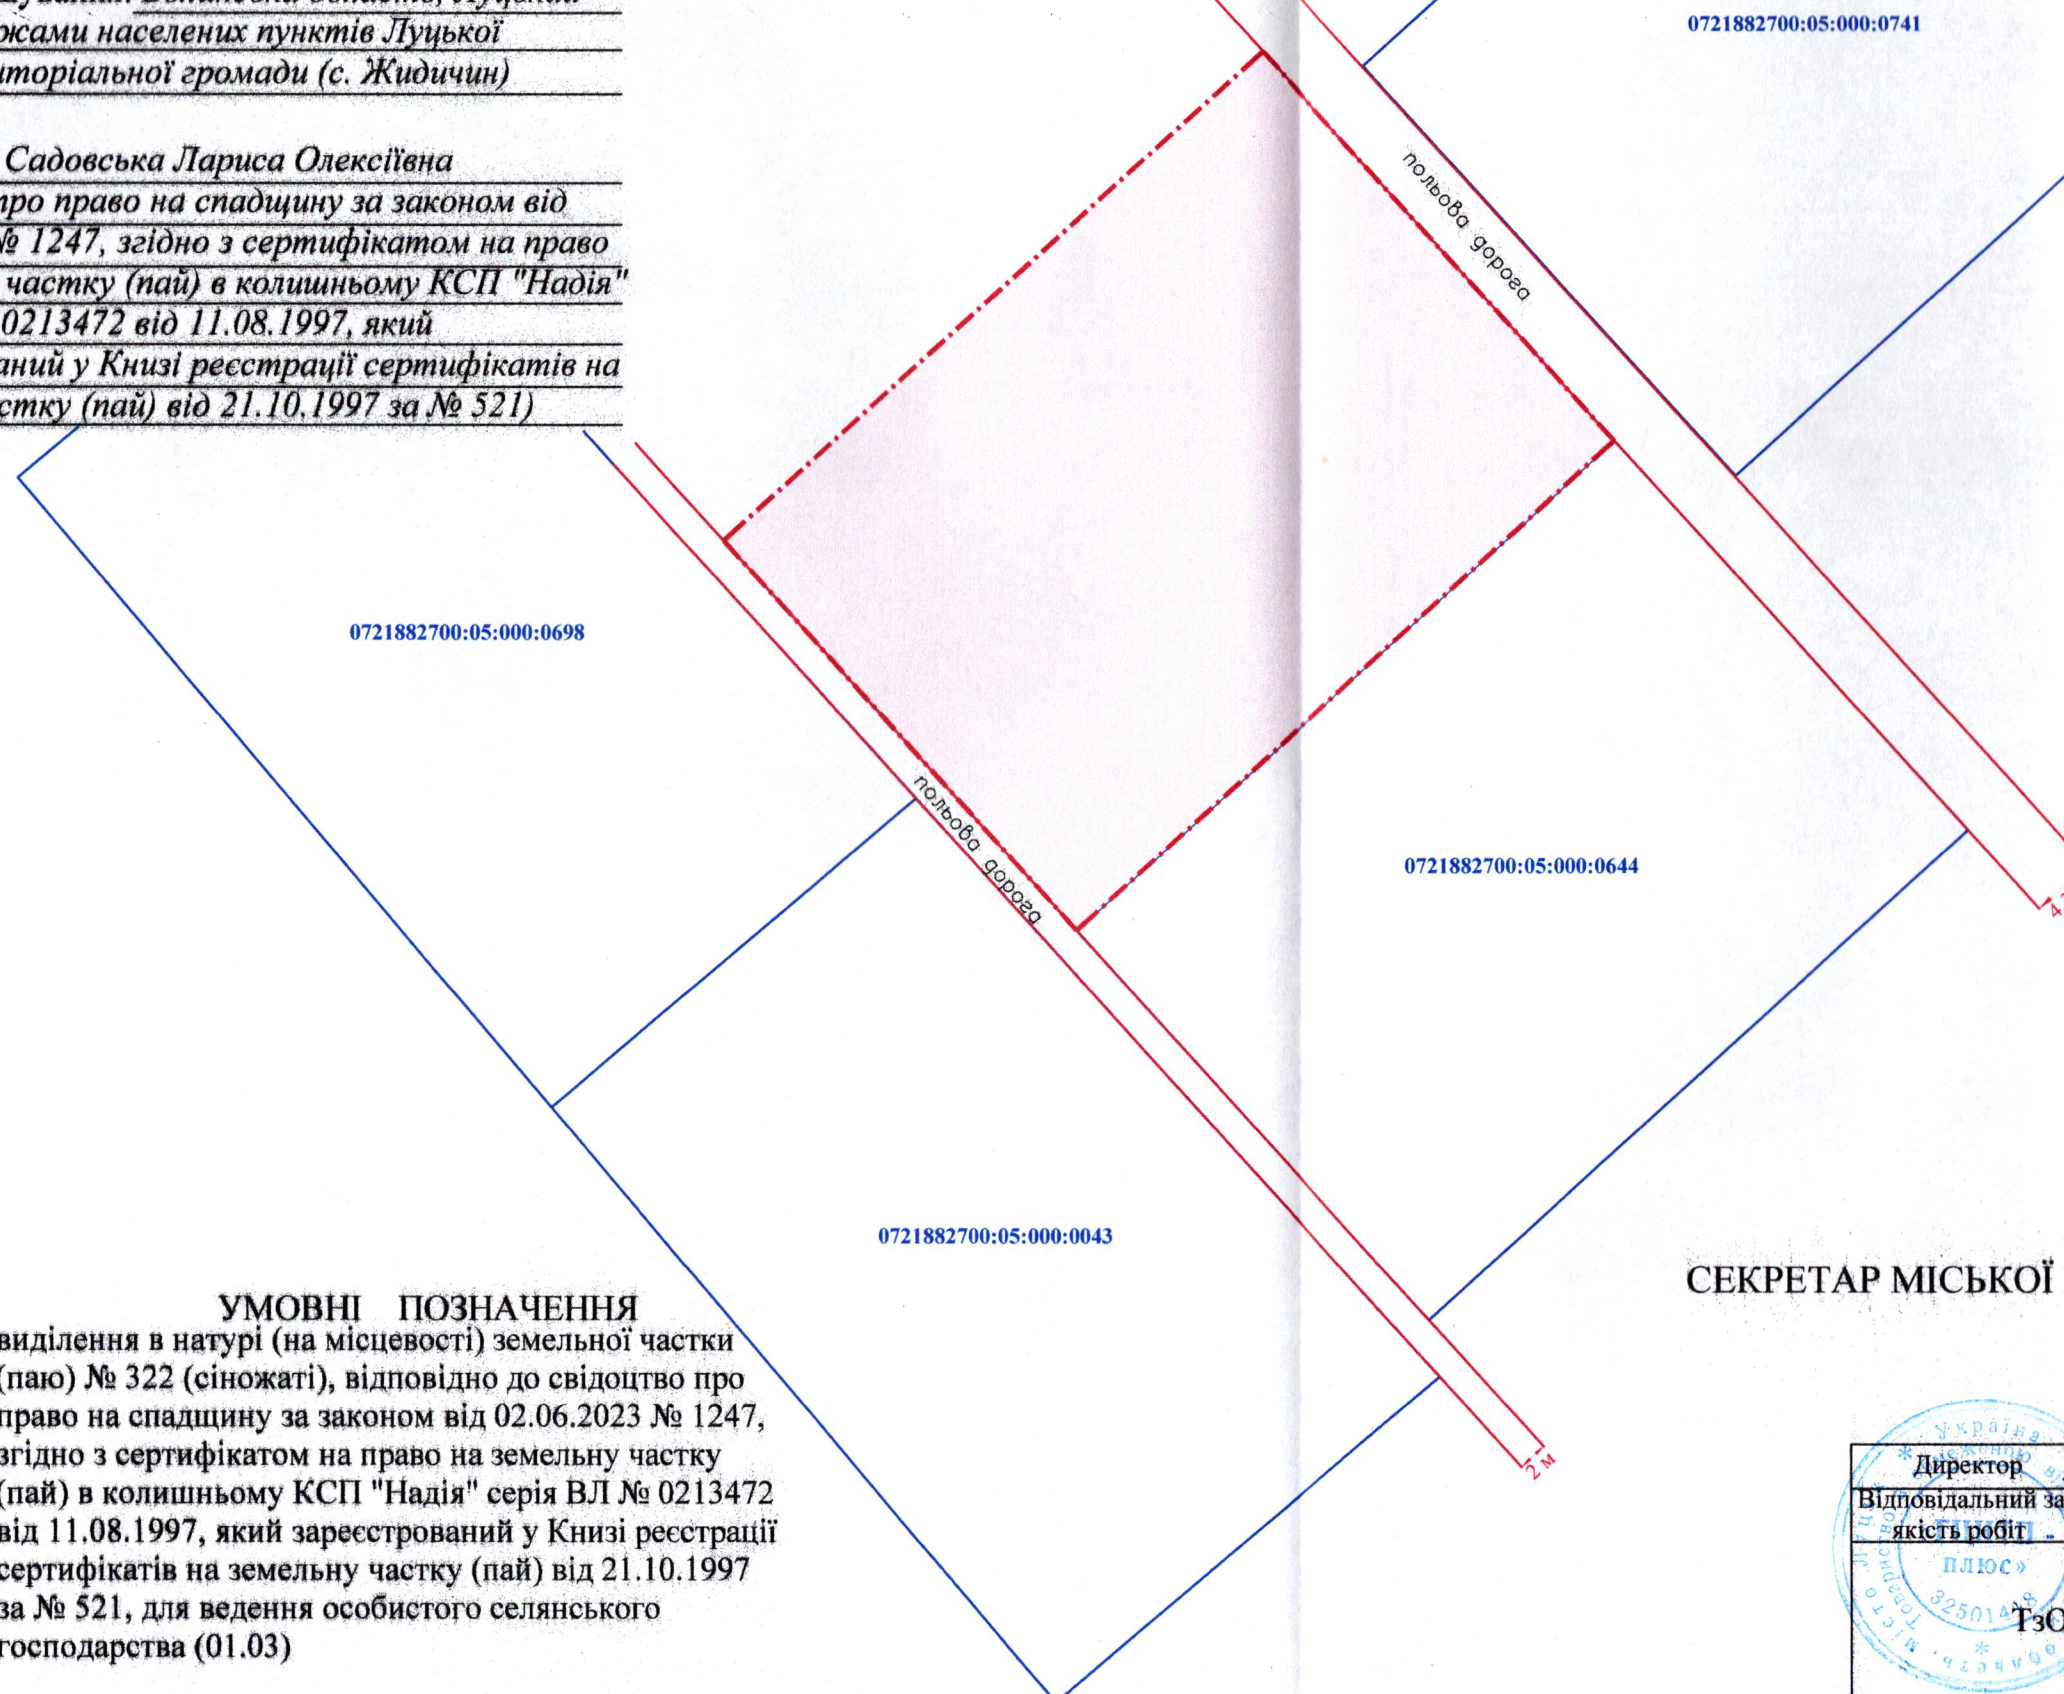 жами населених пунктів Луцької
торіальної громади (с. Жидичин)
Садовська Лариса Олексіївна
про право на спадщину за законом від
№ 1247, згідно з сертифікатом на право
частку (пай) в колишньому КСП "Надія"
0213472 від 11.08.1997, який
аний у Книзі реєстрації сертифікатів на
стку (пай) від 21.10.1997 за № 521)
0721882700:05:000:0741
польова дорога
0721882700:05:000:0698
польова дорога
0721882700:05:000:0644
0721882700:05:000:0043
2 м
УМОВНІ ПОЗНАЧЕННЯ
виділення в натурі (на місцевості) земельної частки
(паю) № 322 (сіножаті), відповідно до свідоцтво про
право на спадщину за законом від 02.06.2023 № 1247,
згідно з сертифікатом на право на земельну частку
(пай) в колишньому КСП "Надія" серія ВЛ № 0213472
від 11.08.1997, який зареєстрований у Книзі реєстрації
сертифікатів на земельну частку (пай) від 21.10.1997
за № 521, для ведення особистого селянського
господарства (01.03)
СЕКРЕТАР МІСЬКОЇ
Директор
Відповідальний за
якість робіт
Україна
плюс»
ТзО